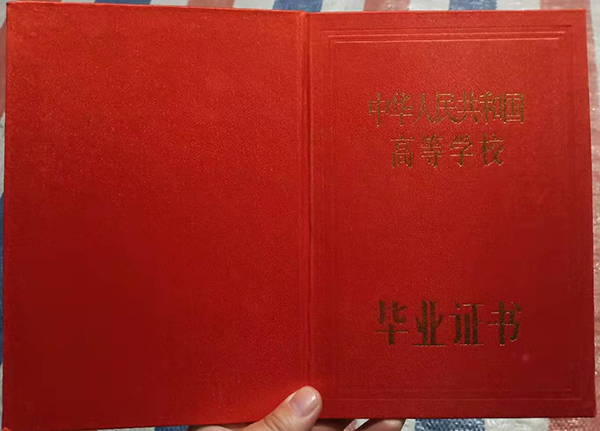 中华人民共和国
高等学校
毕业证书